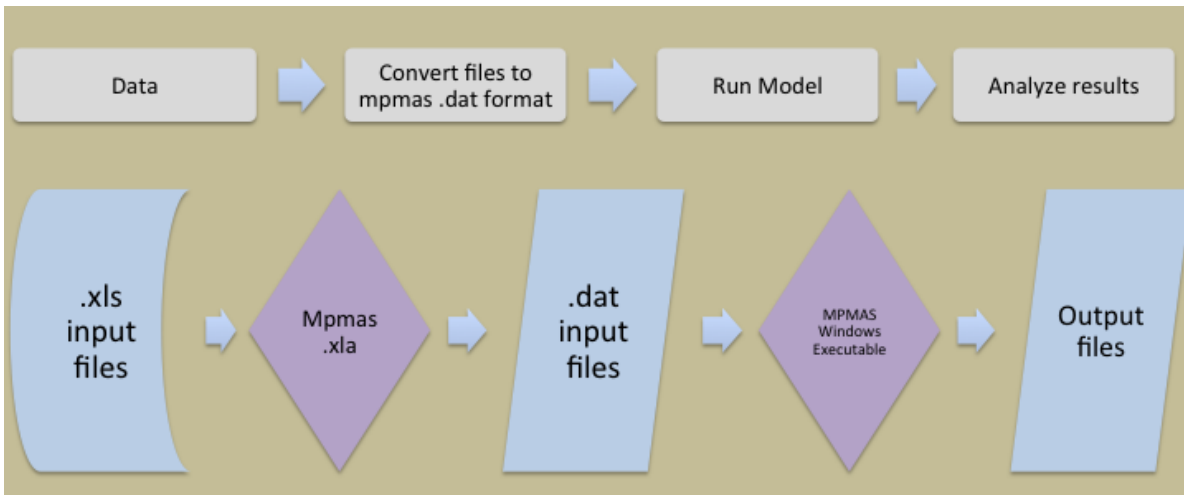 Data
Convert files to
mpmas .dat format
Run Model
Analyze results
.xls
input
files
Mpmas
.xla
.dat
input
files
MPMAS
Windows
Executable
Output
files